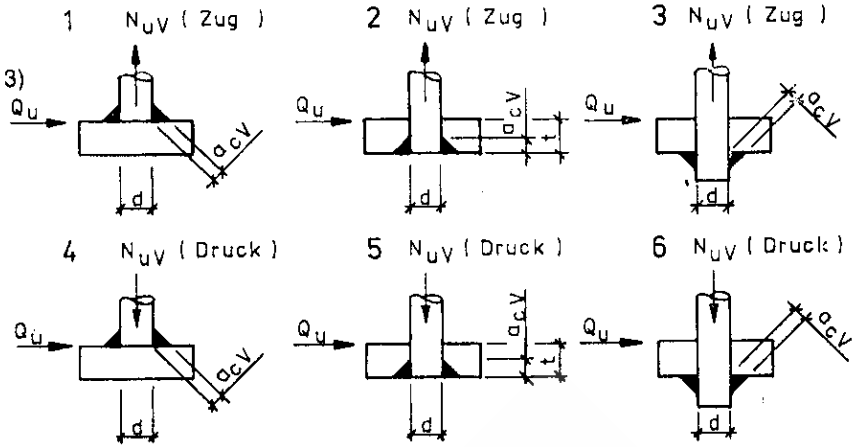 1 N_uV ( Zug ) 2 N_uV ( Zug ) 3 N_uV ( Zug )
3)
Q_u Q_u Q_u
a_cV a_cV t a_cV
d d d
4 N_uV ( Druck ) 5 N_uV ( Druck ) 6 N_uV ( Druck )
Q_u Q_u Q_u
a_cV a_cV t a_cV
d d d